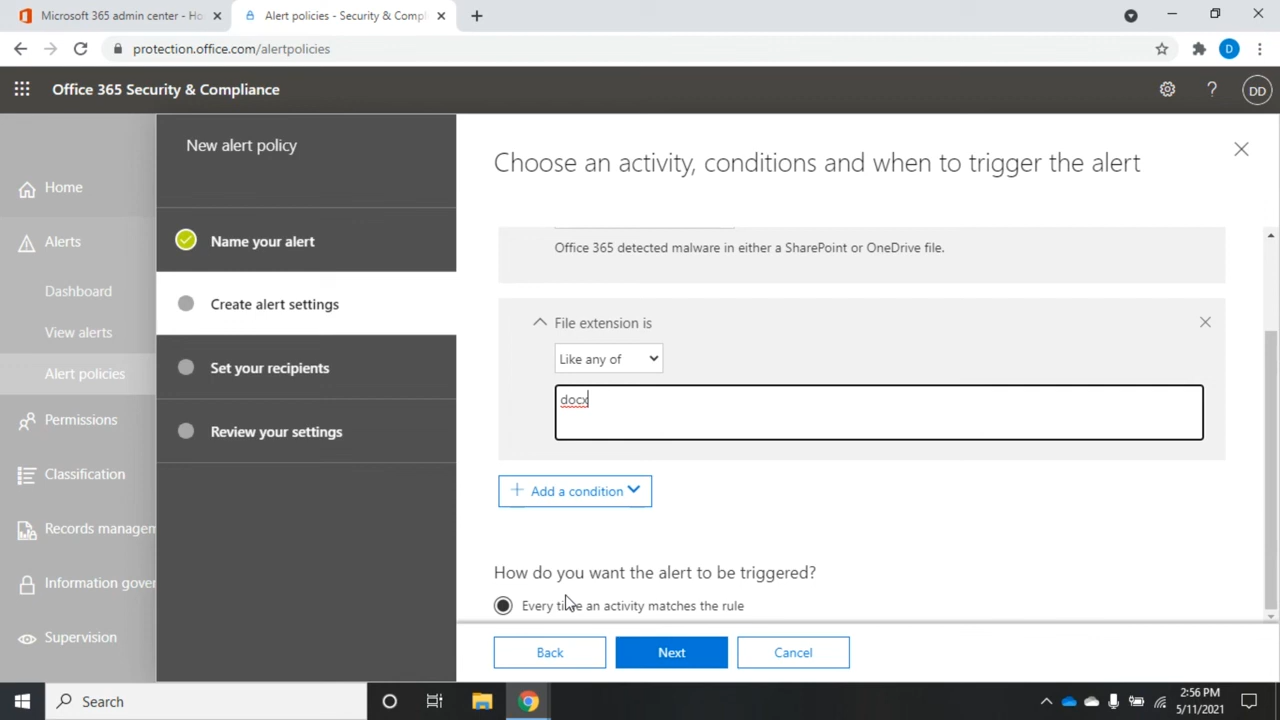 Microsoft 365 admin center - Ho
Alert policies - Security & Compl
protection.office.com/alertpolicies
D
Office 365 Security & Compliance
?
DD
New alert policy
Choose an activity, conditions and when to trigger the alert
Home
Name your alert
Alerts
Office 365 detected malware in either a SharePoint or OneDrive file.
Dashboard
Create alert settings
File extension is
View alerts
Like any of
Alert policies
Set your recipients
docx
Permissions
Review your settings
Classification
Add a condition
Records managem
How do you want the alert to be triggered?
Information gover
Every time an activity matches the rule
Supervision
Back
Next
Cancel
Search
2:56 PM
5/11/2021